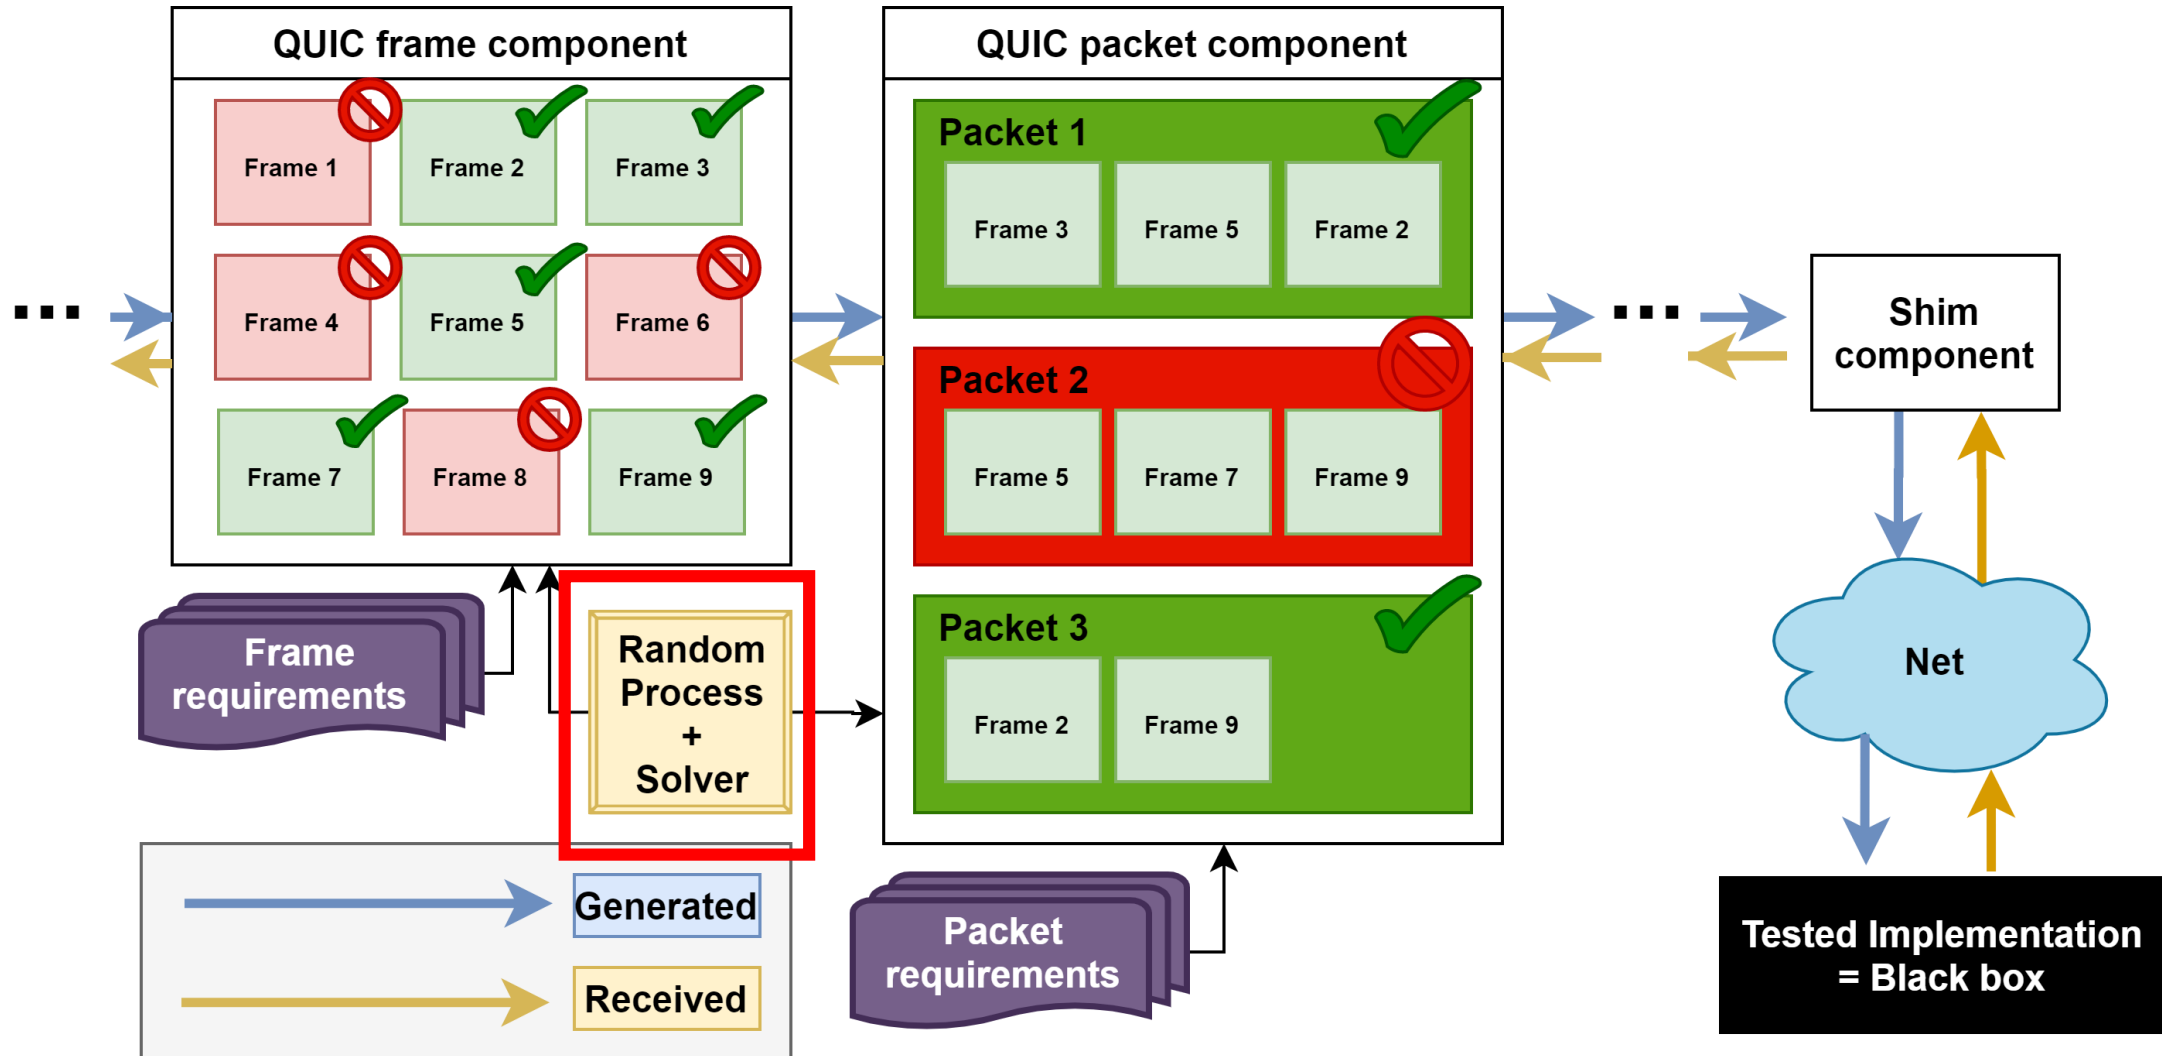 QUIC frame component
Frame 1
Frame 2
Frame 3
Frame 4
Frame 5
Frame 6
Frame 7
Frame 8
Frame 9
QUIC packet component
Packet 1
Frame 3
Frame 5
Frame 2
Packet 2
Frame 5
Frame 7
Frame 9
Packet 3
Frame 2
Frame 9
...
...
Shim
component
Net
Tested Implementation
= Black box
Frame
requirements
Random
Process
+
Solver
Packet
requirements
Generated
Received